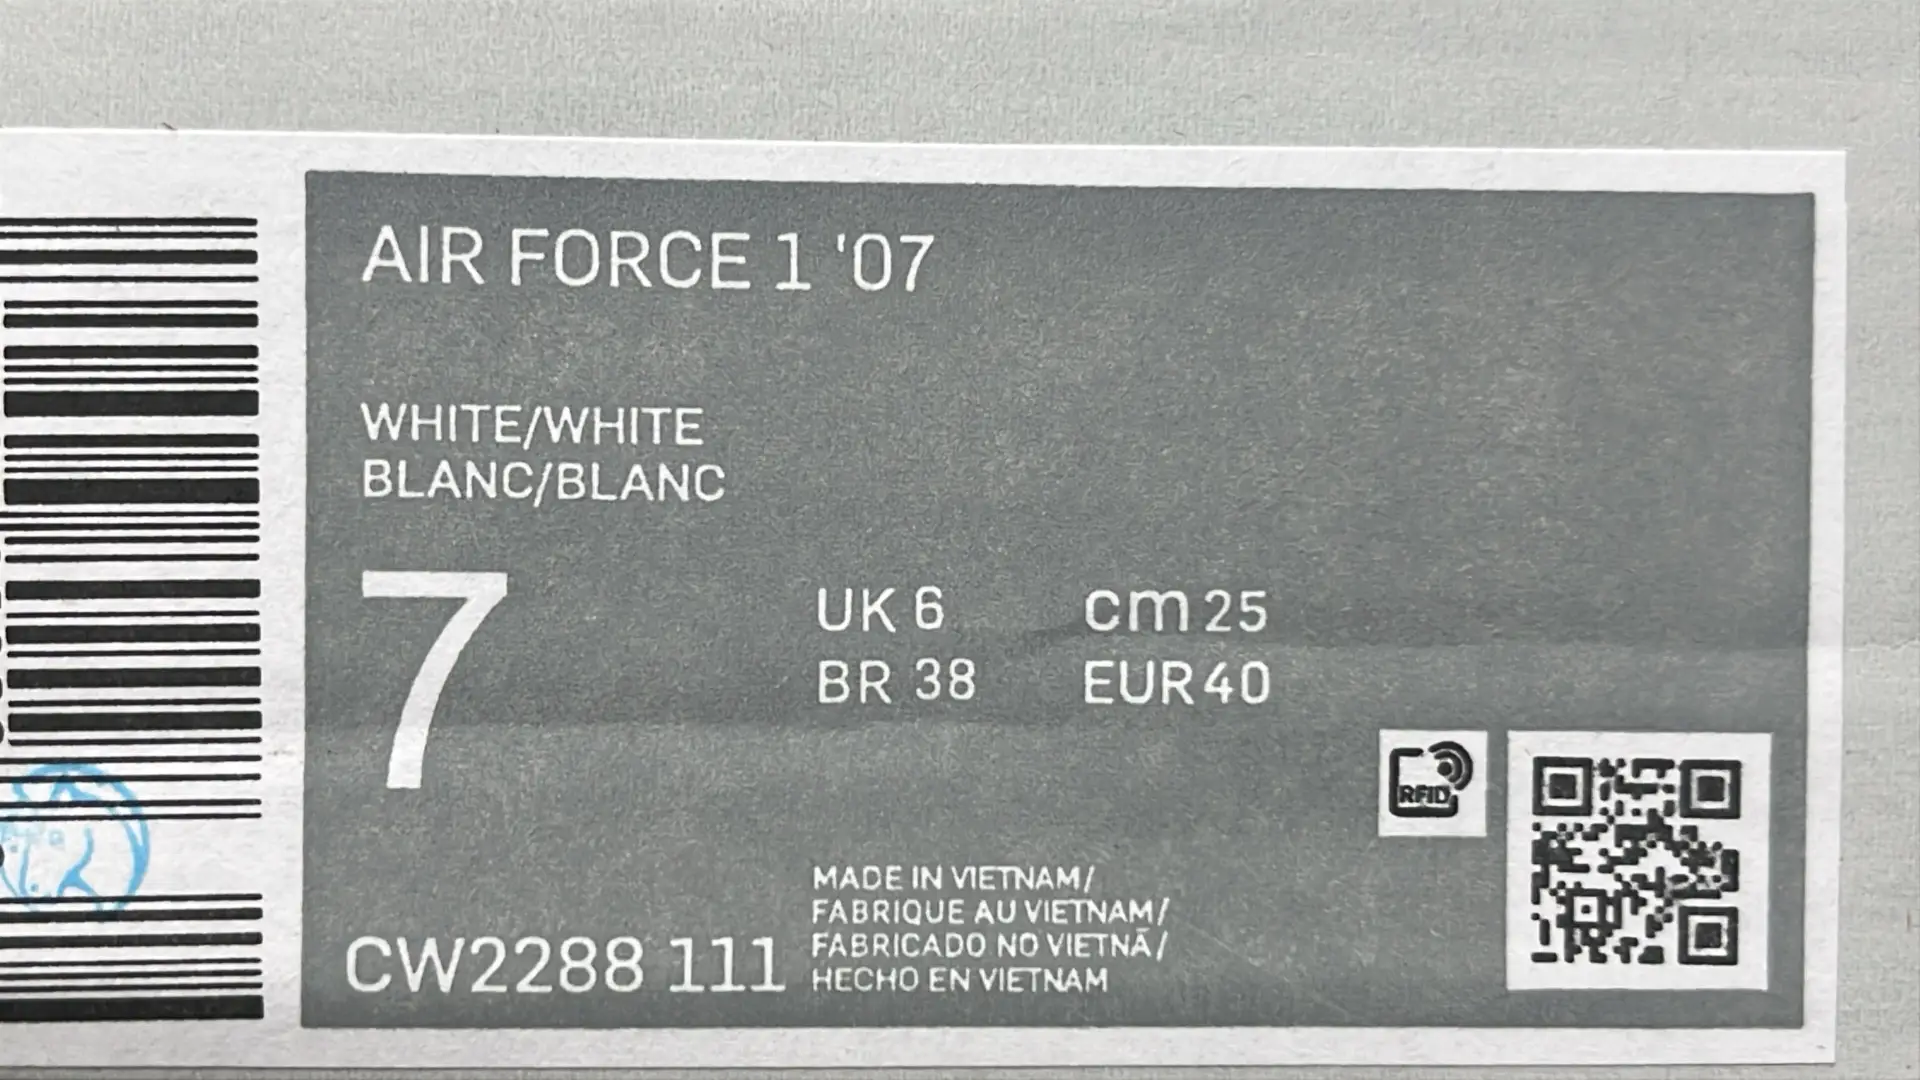 AIR FORCE 1 '07
WHITE/WHITE
BLANC/BLANC
7
UK 6
cm 25
BR 38
EUR 40
RFID
CW2288 111
MADE IN VIETNAM/
FABRIQUE AU VIETNAM/
FABRICADO NO VIETNÃ/
HECHO EN VIETNAM